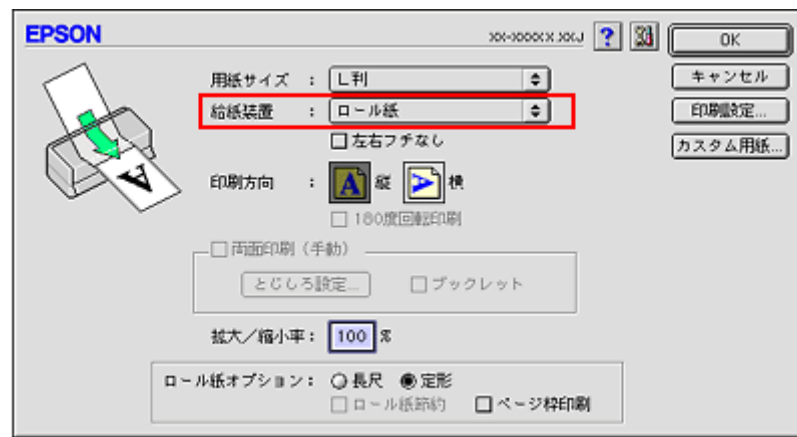 EPSON XX-XXXXX X.XXJ ? OK
用紙サイズ : L判 キャンセル
給紙装置 : ロール紙 印刷設定...
左右フチなし カスタム用紙...
印刷方向 : A 縦 A 横
180度回転印刷
両面印刷（手動）
とじしろ設定... ブックレット
拡大／縮小率： 100 %
ロール紙オプション： 長尺 定形
ロール紙節約 ページ枠印刷
A